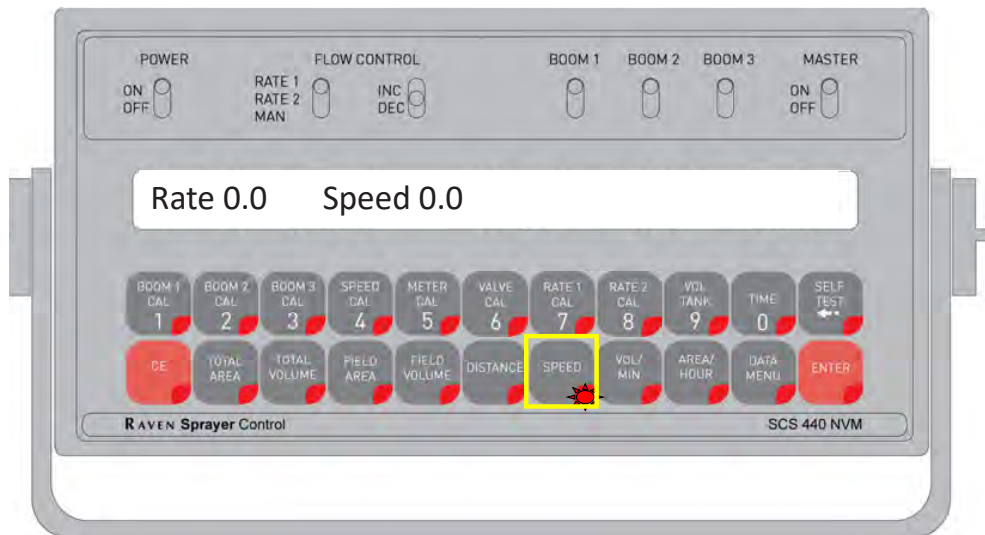 POWER
ON
OFF
FLOW CONTROL
RATE 1
RATE 2
MAN
INC
DEC
BOOM 1 BOOM 2 BOOM 3
MASTER
ON
OFF
Rate 0.0 Speed 0.0
BOOM 1 CAL 1
BOOM 2 CAL 2
BOOM 3 CAL 3
SPEED CAL 4
METER CAL 5
VALVE CAL 6
RATE 1 CAL 7
RATE 2 CAL 8
VOL TANK 9
TIME 0
SELF TEST
CE
TOTAL AREA
TOTAL VOLUME
FIELD AREA
FIELD VOLUME
DISTANCE
SPEED
VOL/ MIN
AREA/ HOUR
DATA MENU
ENTER
RAVEN Sprayer Control
SCS 440 NVM